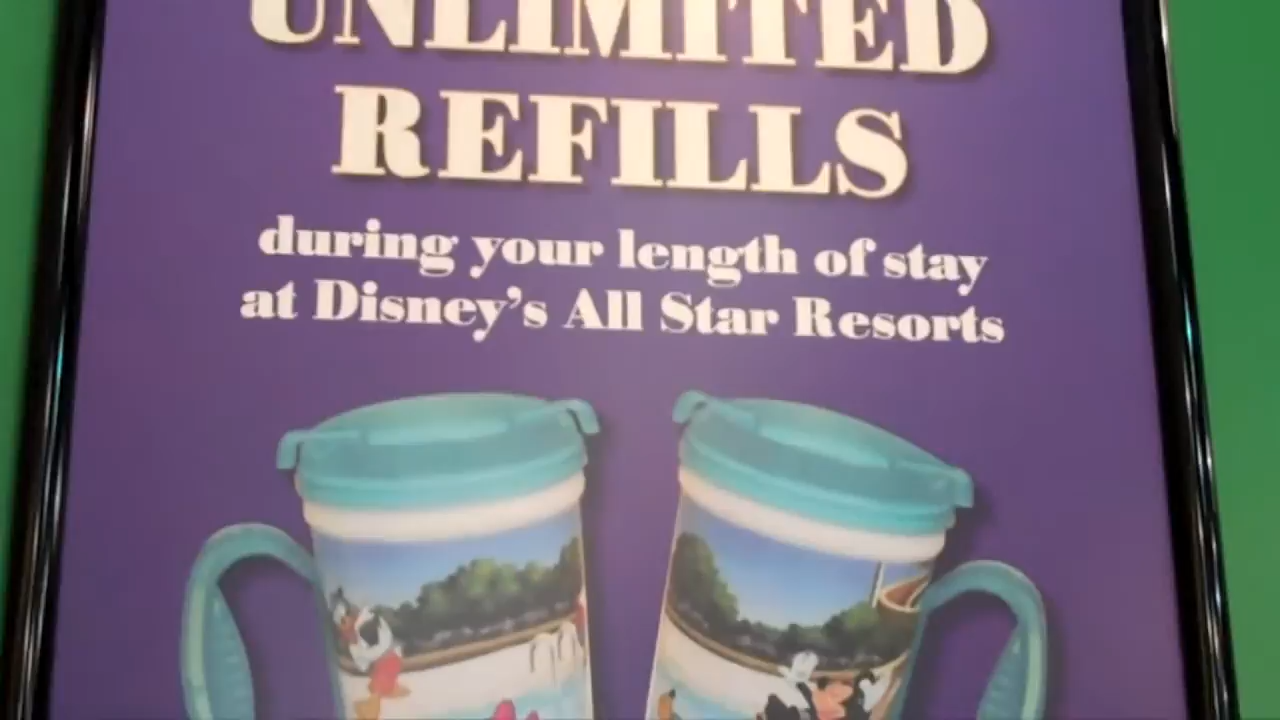 UNLIMITED
REFILLS
during your length of stay
at Disney's All Star Resorts